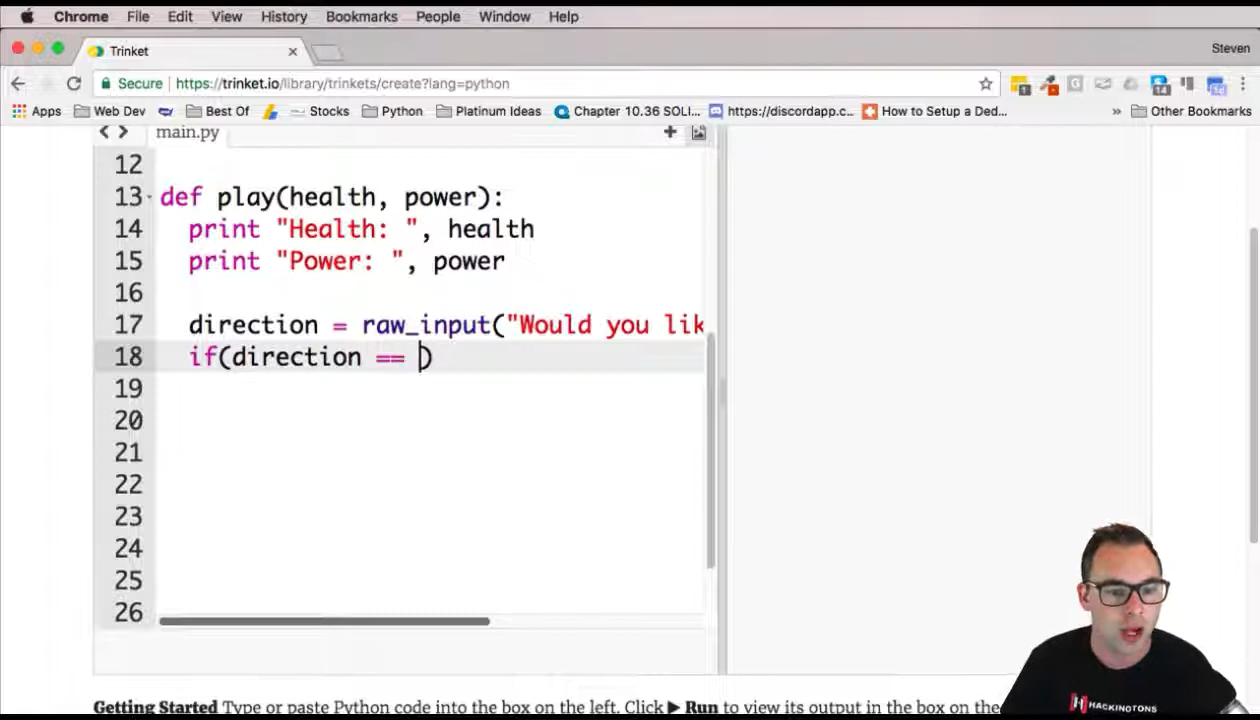 Chrome File Edit View History Bookmarks People Window Help
Trinket
Steven
Secure https://trinket.io/library/trinkets/create?lang=python
Apps Web Dev Best Of Stocks Python Platinum Ideas Chapter 10.36 SOLI... https://discordapp.c... How to Setup a Ded... » Other Bookmarks
main.py
12
13 def play(health, power):
14 print "Health: ", health
15 print "Power: ", power
16
17 direction = raw_input("Would you lik
18 if(direction == )
19
20
21
22
23
24
25
26
Getting Started Type or paste Python code into the box on the left. Click ▶ Run to view its output in the box on the
HACKINGTONS